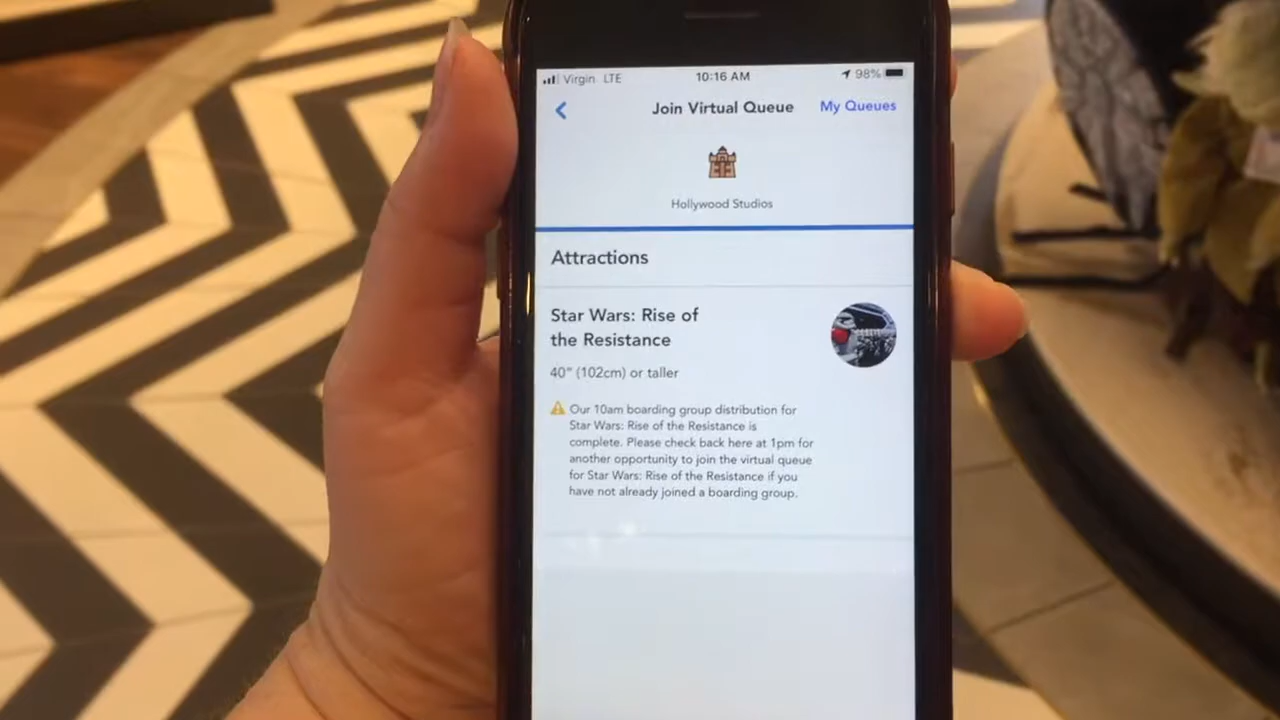 Virgin LTE 10:16 AM 98%
Join Virtual Queue My Queues
Hollywood Studios
Attractions
Star Wars: Rise of
the Resistance
40" (102cm) or taller
Our 10am boarding group distribution for
Star Wars: Rise of the Resistance is
complete. Please check back here at 1pm for
another opportunity to join the virtual queue
for Star Wars: Rise of the Resistance if you
have not already joined a boarding group.